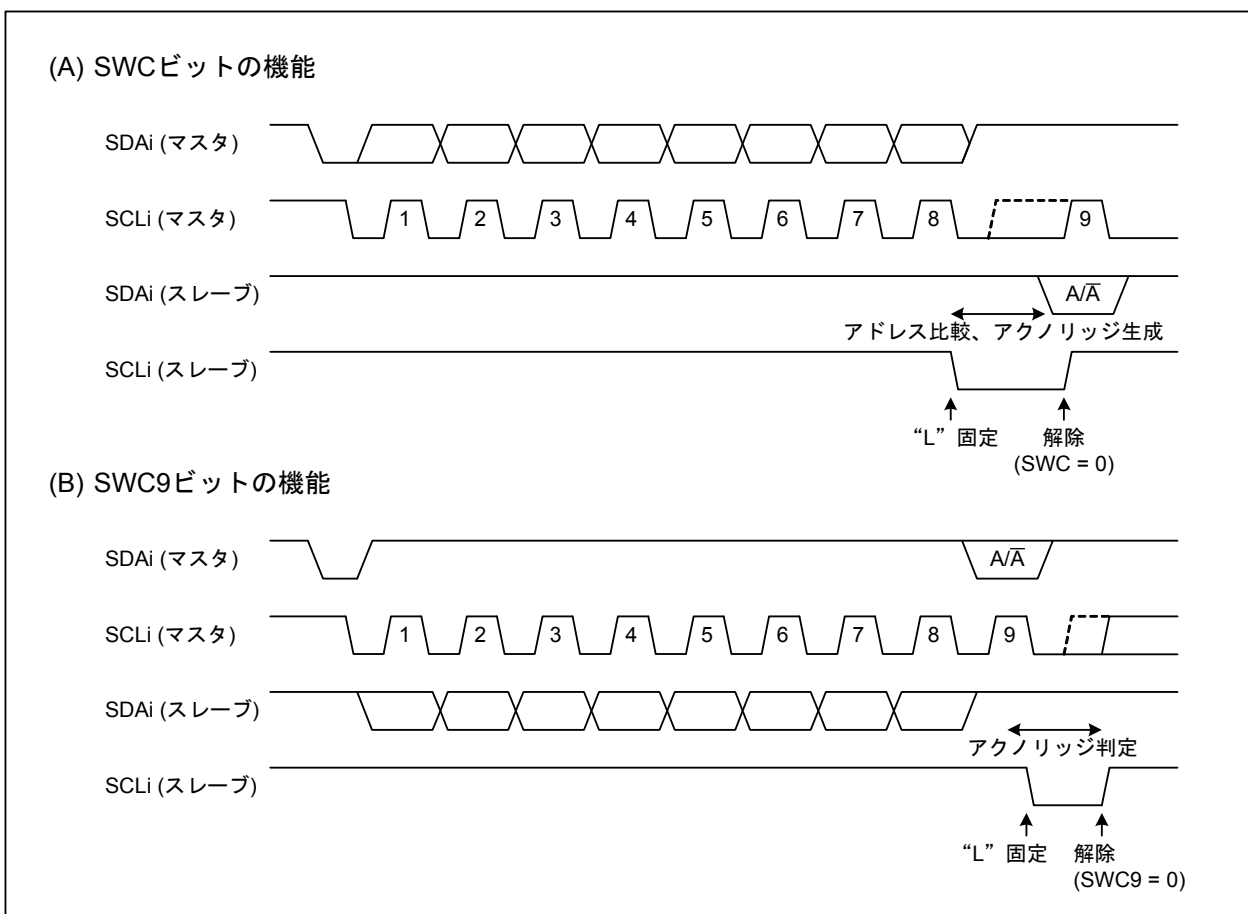 (A) SWCビットの機能
SDAi (マスタ)
SCLi (マスタ)
1 2 3 4 5 6 7 8 9
SDAi (スレーブ)
A/A̅
アドレス比較、アクノリッジ生成
SCLi (スレーブ)
“L” 固定
解除
(SWC = 0)
(B) SWC9ビットの機能
SDAi (マスタ)
A/A̅
SCLi (マスタ)
1 2 3 4 5 6 7 8 9
SDAi (スレーブ)
アクノリッジ判定
SCLi (スレーブ)
“L” 固定
解除
(SWC9 = 0)